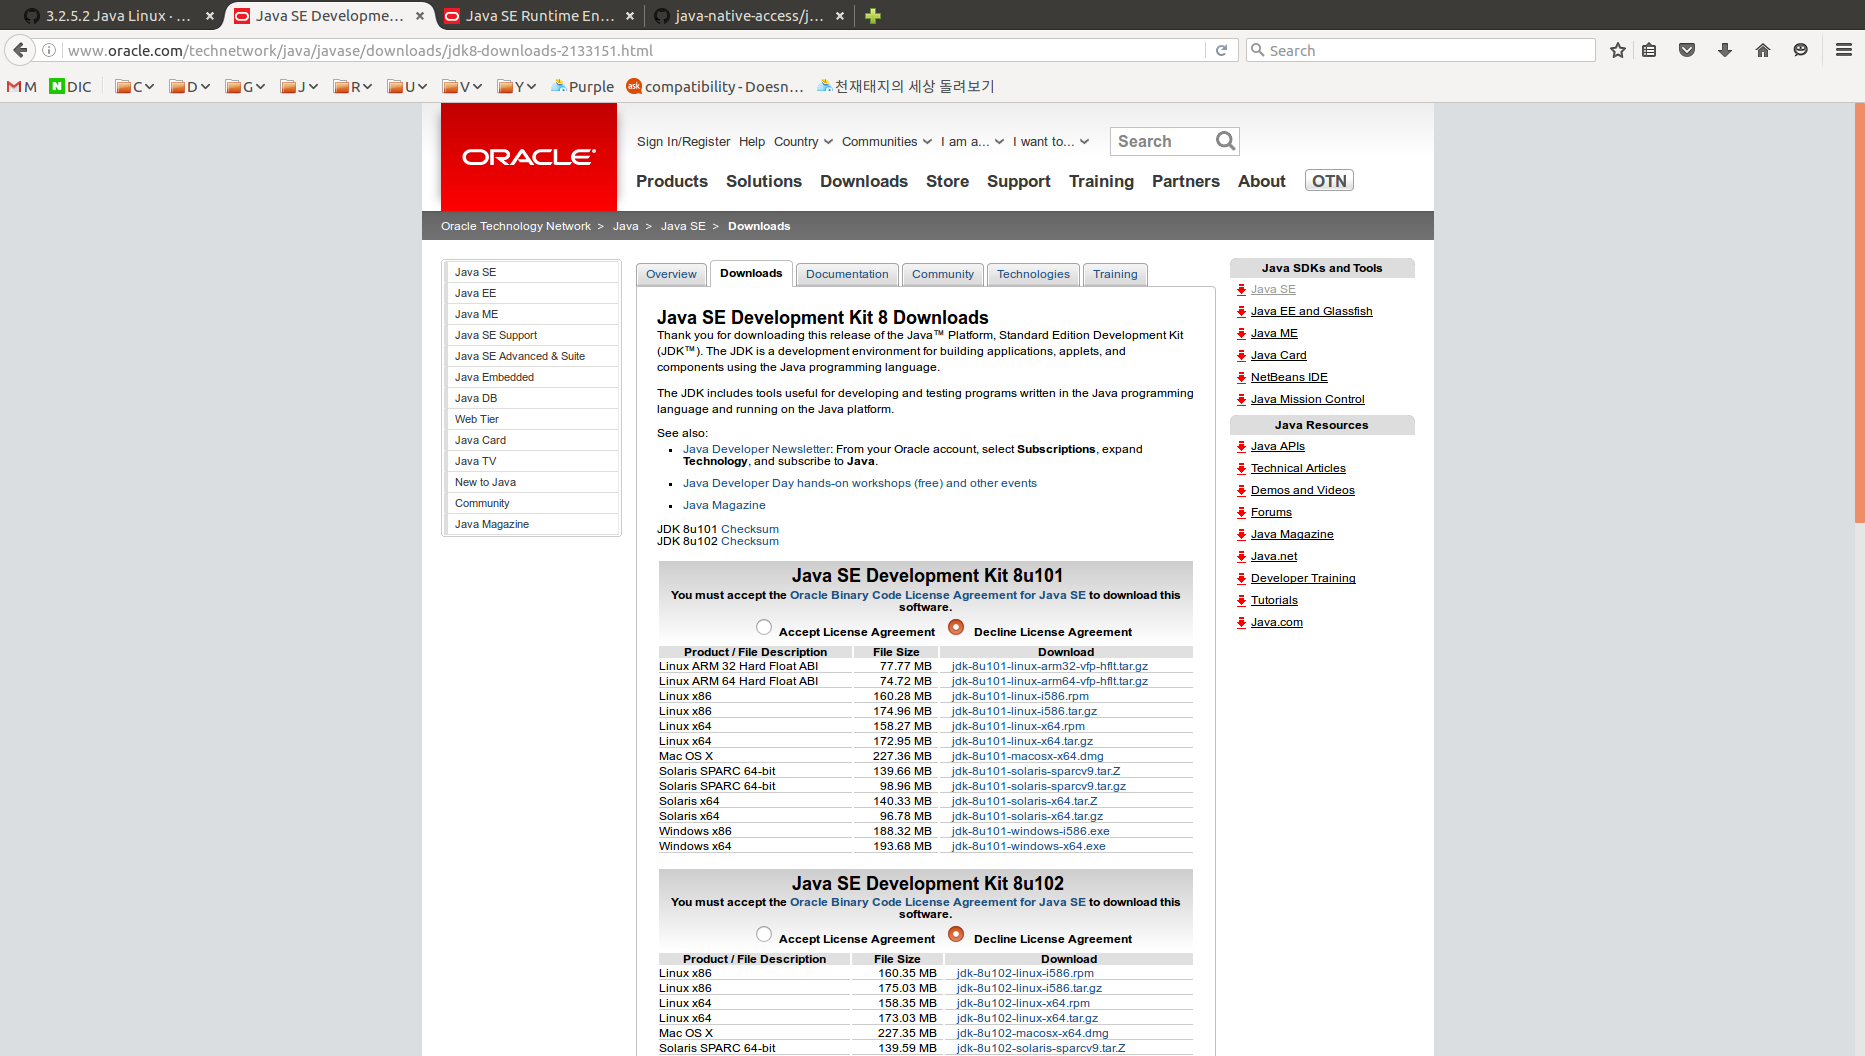 3.2.5.2 Java Linux · ...
Java SE Developme...
Java SE Runtime En...
java-native-access/j...
www.oracle.com/technetwork/java/javase/downloads/jdk8-downloads-2133151.html
Search
M
N DIC
C
D
G
J
R
U
V
Y
Purple
ask compatibility - Doesn...
천재태지의 세상 돌려보기
ORACLE
Sign In/Register Help Country Communities I am a... I want to... Search
Products Solutions Downloads Store Support Training Partners About OTN
Oracle Technology Network > Java > Java SE > Downloads
Java SE
Java EE
Java ME
Java SE Support
Java SE Advanced & Suite
Java Embedded
Java DB
Web Tier
Java Card
Java TV
New to Java
Community
Java Magazine
Overview Downloads Documentation Community Technologies Training
Java SE Development Kit 8 Downloads
Thank you for downloading this release of the Java™ Platform, Standard Edition Development Kit
(JDK™). The JDK is a development environment for building applications, applets, and
components using the Java programming language.
The JDK includes tools useful for developing and testing programs written in the Java programming
language and running on the Java platform.
See also:
Java Developer Newsletter: From your Oracle account, select Subscriptions, expand
Technology, and subscribe to Java.
Java Developer Day hands-on workshops (free) and other events
Java Magazine
JDK 8u101 Checksum
JDK 8u102 Checksum
Java SE Development Kit 8u101
You must accept the Oracle Binary Code License Agreement for Java SE to download this
software.
Accept License Agreement Decline License Agreement
Product / File Description File Size Download
Linux ARM 32 Hard Float ABI 77.77 MB jdk-8u101-linux-arm32-vfp-hflt.tar.gz
Linux ARM 64 Hard Float ABI 74.72 MB jdk-8u101-linux-arm64-vfp-hflt.tar.gz
Linux x86 160.28 MB jdk-8u101-linux-i586.rpm
Linux x86 174.96 MB jdk-8u101-linux-i586.tar.gz
Linux x64 158.27 MB jdk-8u101-linux-x64.rpm
Linux x64 172.95 MB jdk-8u101-linux-x64.tar.gz
Mac OS X 227.36 MB jdk-8u101-macosx-x64.dmg
Solaris SPARC 64-bit 139.66 MB jdk-8u101-solaris-sparcv9.tar.Z
Solaris SPARC 64-bit 98.96 MB jdk-8u101-solaris-sparcv9.tar.gz
Solaris x64 140.33 MB jdk-8u101-solaris-x64.tar.Z
Solaris x64 96.78 MB jdk-8u101-solaris-x64.tar.gz
Windows x86 188.32 MB jdk-8u101-windows-i586.exe
Windows x64 193.68 MB jdk-8u101-windows-x64.exe
Java SE Development Kit 8u102
You must accept the Oracle Binary Code License Agreement for Java SE to download this
software.
Accept License Agreement Decline License Agreement
Product / File Description File Size Download
Linux x86 160.35 MB jdk-8u102-linux-i586.rpm
Linux x86 175.03 MB jdk-8u102-linux-i586.tar.gz
Linux x64 158.35 MB jdk-8u102-linux-x64.rpm
Linux x64 173.03 MB jdk-8u102-linux-x64.tar.gz
Mac OS X 227.35 MB jdk-8u102-macosx-x64.dmg
Solaris SPARC 64-bit 139.59 MB jdk-8u102-solaris-sparcv9.tar.Z
Java SDKs and Tools
Java SE
Java EE and Glassfish
Java ME
Java Card
NetBeans IDE
Java Mission Control
Java Resources
Java APIs
Technical Articles
Demos and Videos
Forums
Java Magazine
Java.net
Developer Training
Tutorials
Java.com